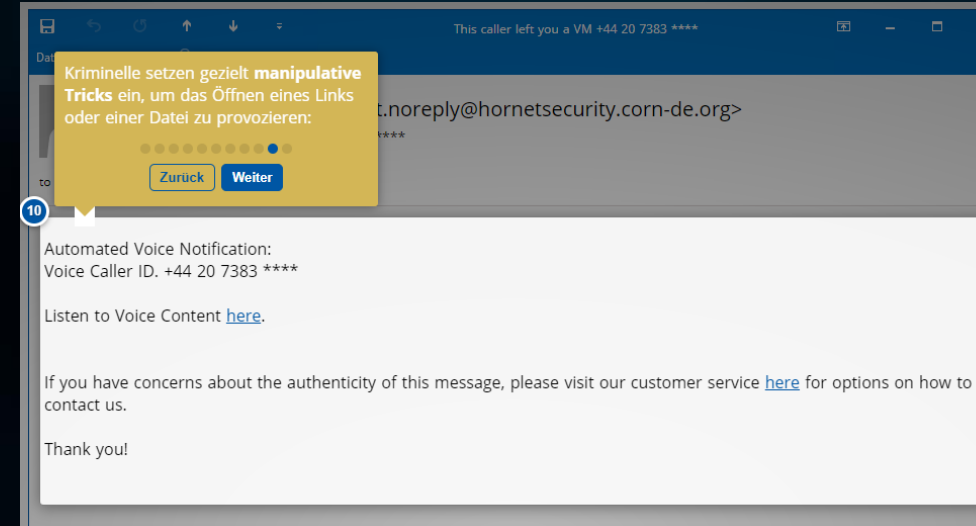 This caller left you a VM +44 20 7383 ****
Dat
Kriminelle setzen gezielt manipulative
Tricks ein, um das Öffnen eines Links
oder einer Datei zu provozieren:
Zurück Weiter
t.noreply@hornetsecurity.corn-de.org>
****
to
10
Automated Voice Notification:
Voice Caller ID. +44 20 7383 ****
Listen to Voice Content here.
If you have concerns about the authenticity of this message, please visit our customer service here for options on how to
contact us.
Thank you!